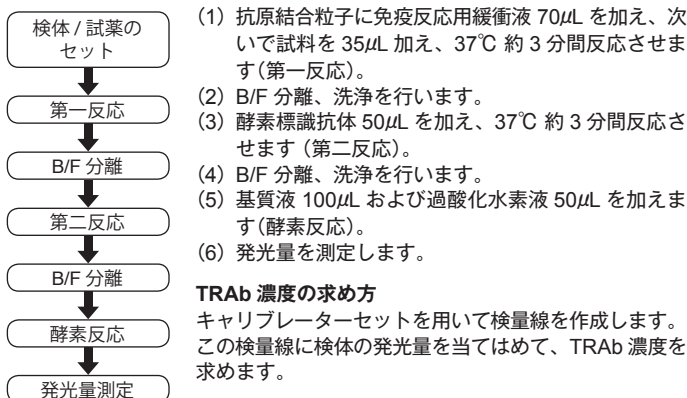 検体 / 試薬の
セット
第一反応
B/F 分離
第二反応
B/F 分離
酵素反応
発光量測定
(1) 抗原結合粒子に免疫反応用緩衝液 70μL を加え、次
いで試料を 35μL 加え、37℃ 約 3 分間反応させま
す(第一反応)。
(2) B/F 分離、洗浄を行います。
(3) 酵素標識抗体 50μL を加え、37℃ 約 3 分間反応さ
せます (第二反応)。
(4) B/F 分離、洗浄を行います。
(5) 基質液 100μL および過酸化水素液 50μL を加えま
す(酵素反応)。
(6) 発光量を測定します。
TRAb 濃度の求め方
キャリブレーターセットを用いて検量線を作成します。
この検量線に検体の発光量を当てはめて、TRAb 濃度を
求めます。